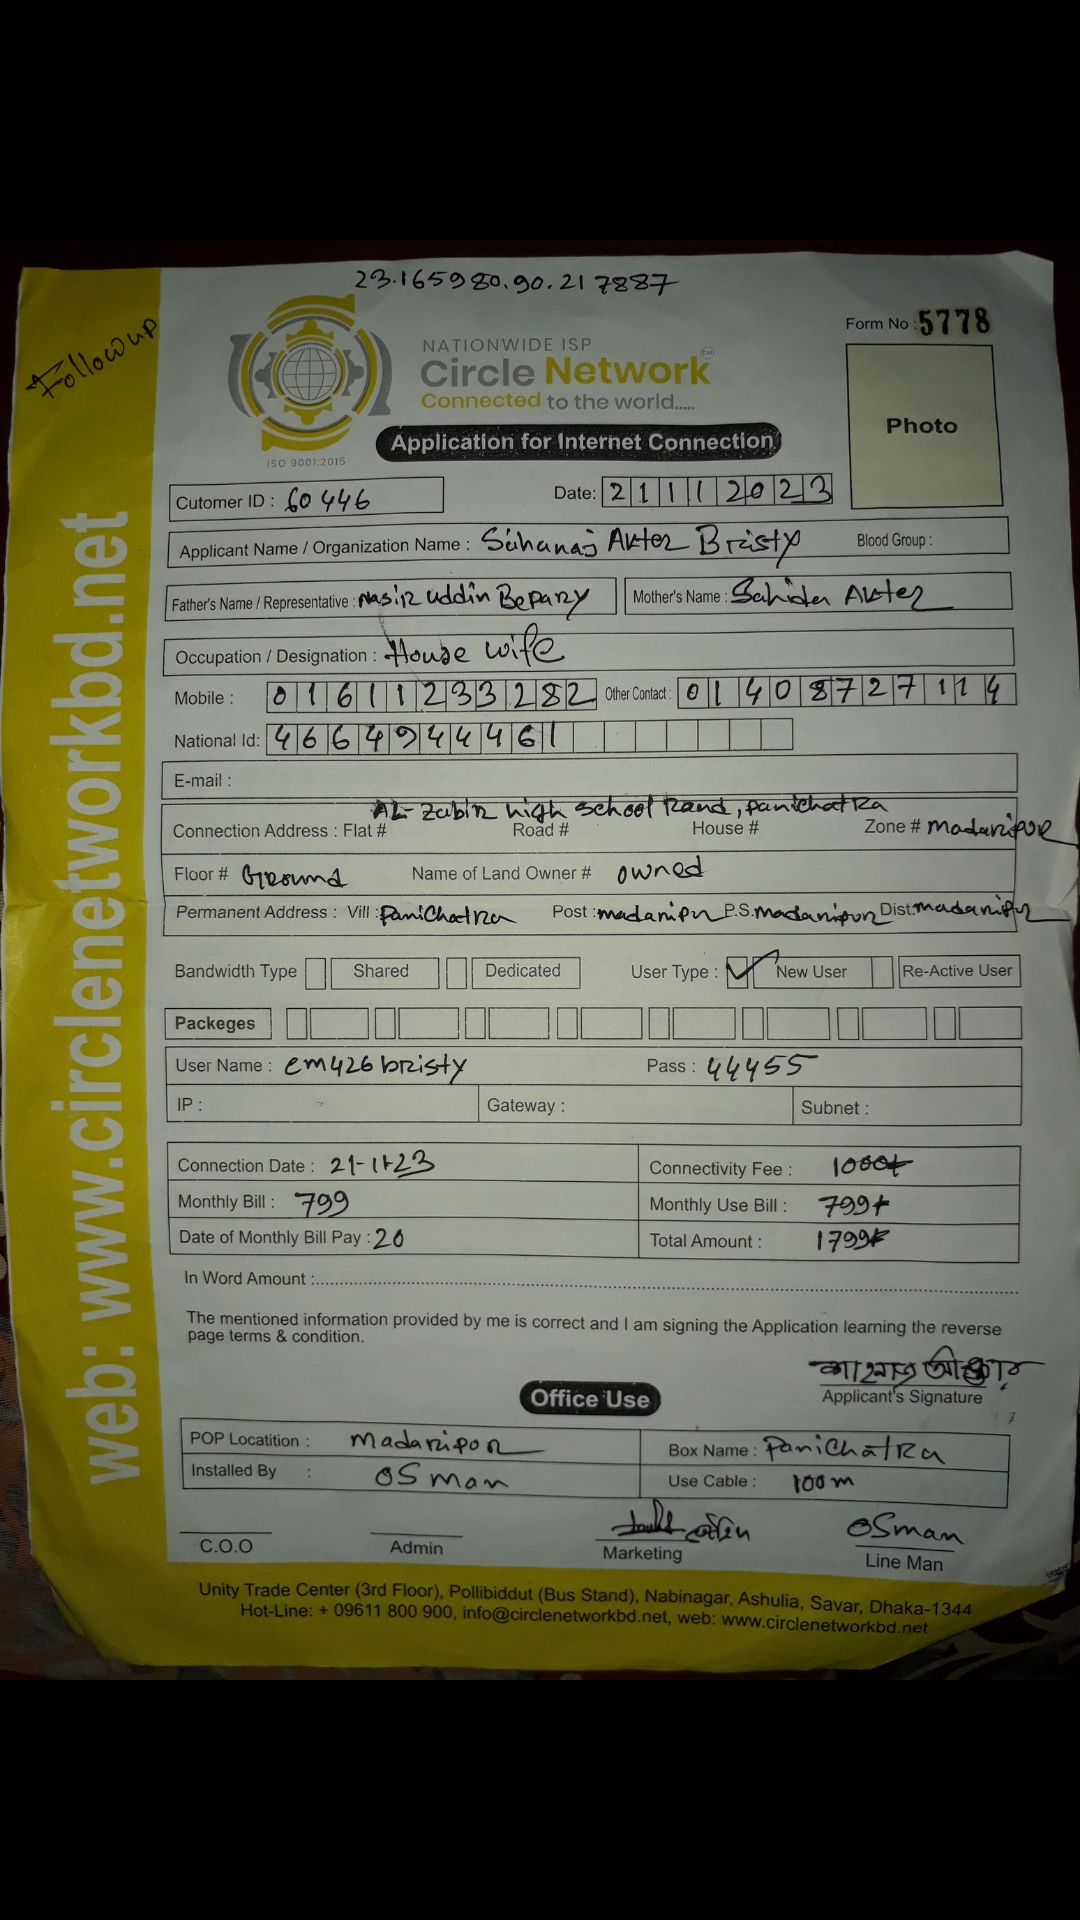 23.165980.90.217887
Followup
Form No : 5778
NATIONWIDE ISP
Circle Network
Connected to the world.....
Photo
Application for Internet Connection
ISO 9001:2015
Cutomer ID : 60446
Date: 21 11 2023
Applicant Name / Organization Name : Sahanaj Akter Bristy Blood Group :
Father's Name / Representative : Nasir uddin Bepary Mother's Name : Sahida Akter
Occupation / Designation : House wife
Mobile : 01611233282 Other Contact : 01408727114
National Id: 4664944461
E-mail :
AL-Zabir high school Road, panichatra
Connection Address : Flat # Road # House # Zone # madaripur
Floor # Ground Name of Land Owner # owned
Permanent Address : Vill : Panichatra Post : madaripur P.S. madaripur Dist: madaripur
Bandwidth Type Shared Dedicated User Type : New User Re-Active User
Packeges
User Name : em426bristy Pass : 44455
IP : Gateway : Subnet :
Connection Date : 21-11-23 Connectivity Fee : 1000/-
Monthly Bill : 799 Monthly Use Bill : 799/-
Date of Monthly Bill Pay : 20 Total Amount : 1799/-
In Word Amount :
The mentioned information provided by me is correct and I am signing the Application learning the reverse
page terms & condition.
Applicant's Signature
Office Use
POP Locatition : Madaripor Box Name : Panichatra
Installed By : OSman Use Cable : 100m
OSman
C.O.O Admin Marketing Line Man
Unity Trade Center (3rd Floor), Pollibiddut (Bus Stand), Nabinagar, Ashulia, Savar, Dhaka-1344
Hot-Line: + 09611 800 900, info@circlenetworkbd.net, web: www.circlenetworkbd.net
web: www.circlenetworkbd.net